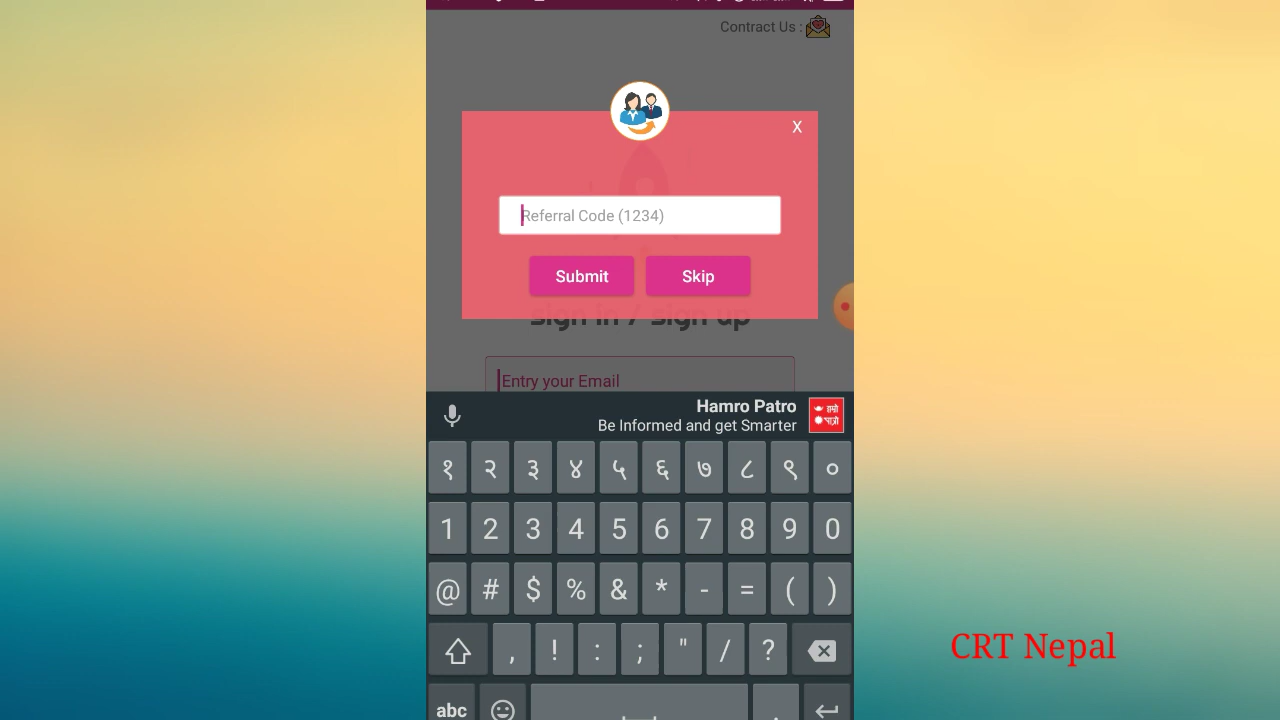 Contract Us :
X
Referral Code (1234)
Submit Skip
sign in / sign up
Entry your Email
Hamro Patro
Be Informed and get Smarter
हाम्रो
पात्रो
१ २ ३ ४ ५ ६ ७ ८ ९ ०
1 2 3 4 5 6 7 8 9 0
@ # $ % & * - = ( )
, ! : ; " / ?
abc .
CRT Nepal